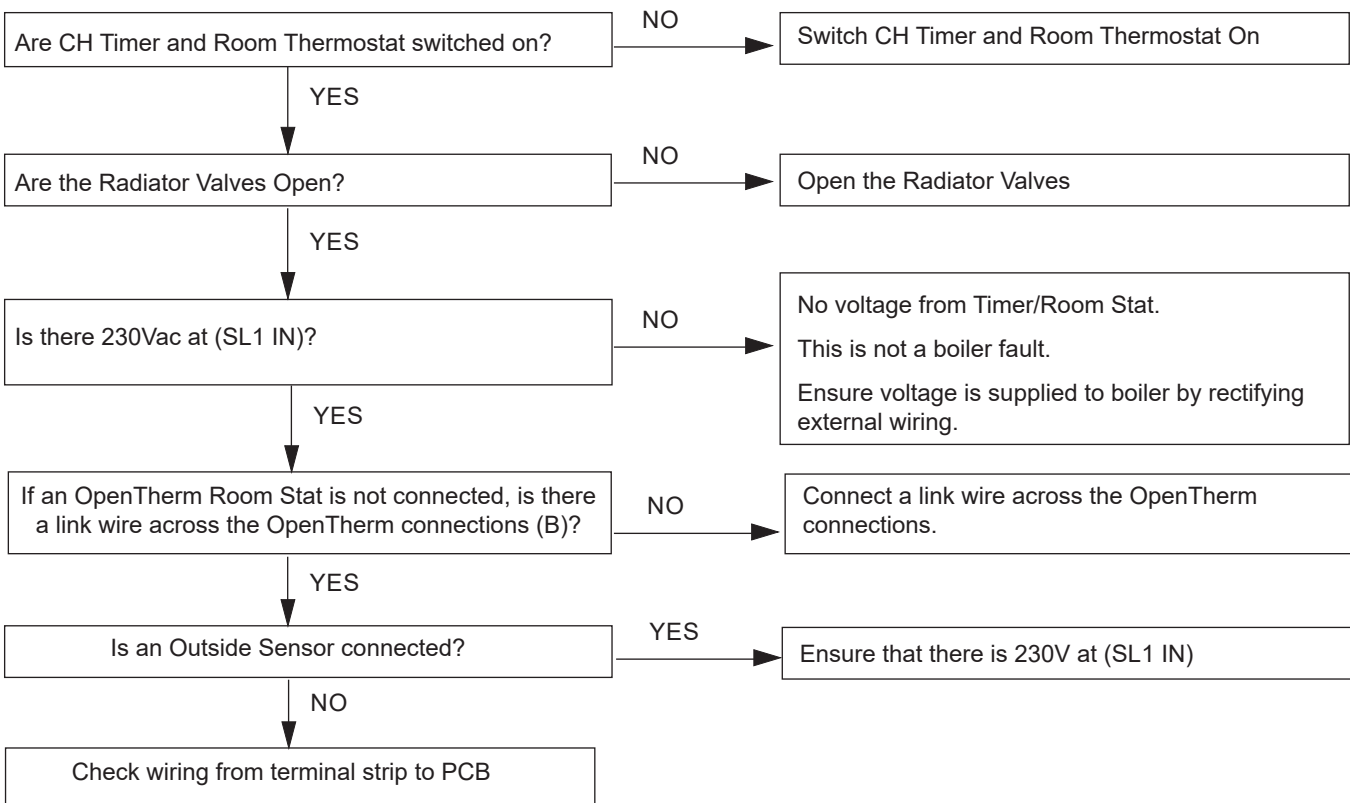 Are CH Timer and Room Thermostat switched on?
NO
Switch CH Timer and Room Thermostat On
YES
Are the Radiator Valves Open?
NO
Open the Radiator Valves
YES
Is there 230Vac at (SL1 IN)?
NO
No voltage from Timer/Room Stat.
This is not a boiler fault.
Ensure voltage is supplied to boiler by rectifying
external wiring.
YES
If an OpenTherm Room Stat is not connected, is there
a link wire across the OpenTherm connections (B)?
NO
Connect a link wire across the OpenTherm
connections.
YES
Is an Outside Sensor connected?
YES
Ensure that there is 230V at (SL1 IN)
NO
Check wiring from terminal strip to PCB